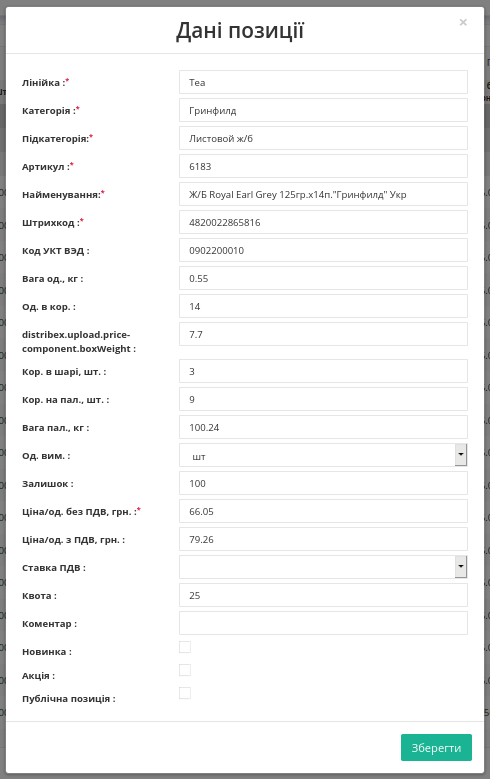 Дані позиції
×
Лінійка :* Tea
Категорія :* Гринфилд
Підкатегорія:* Листовой ж/б
Артикул :* 6183
Найменування:* Ж/Б Royal Earl Grey 125гр.х14п."Гринфилд" Укр
Штрихкод :* 4820022865816
Код УКТ ВЭД : 0902200010
Вага од., кг : 0.55
Од. в кор. : 14
distribex.upload.price-
component.boxWeight : 7.7
Кор. в шарі, шт. : 3
Кор. на пал., шт. : 9
Вага пал., кг : 100.24
Од. вим. : шт
Залишок : 100
Ціна/од. без ПДВ, грн. :* 66.05
Ціна/од. з ПДВ, грн. : 79.26
Ставка ПДВ :
Квота : 25
Коментар :
Новинка :
Акція :
Публічна позиція :
Зберегти